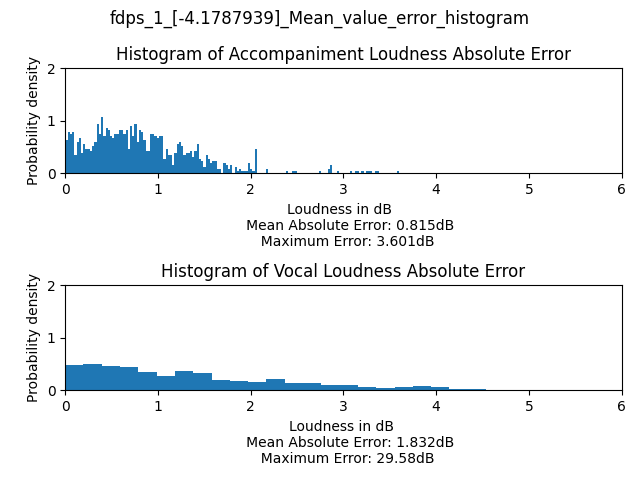 fdps_1_[-4.1787939]_Mean_value_error_histogram
Histogram of Accompaniment Loudness Absolute Error
Probability density
2
1
0
0 1 2 3 4 5 6
Loudness in dB
Mean Absolute Error: 0.815dB
Maximum Error: 3.601dB
Histogram of Vocal Loudness Absolute Error
Probability density
2
1
0
0 1 2 3 4 5 6
Loudness in dB
Mean Absolute Error: 1.832dB
Maximum Error: 29.58dB